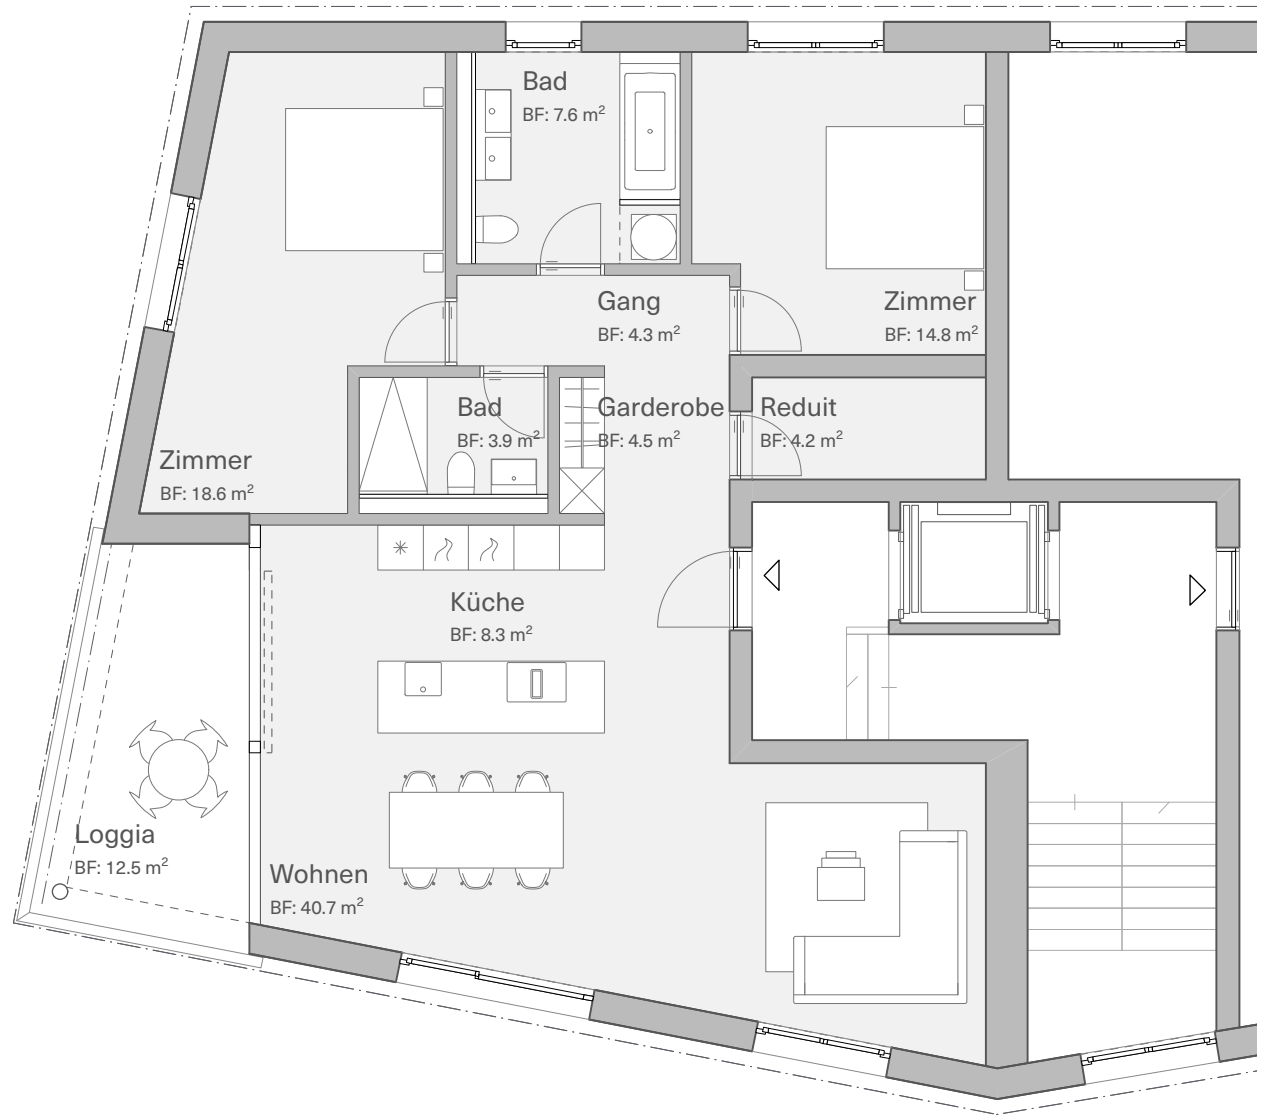 Bad
BF: 7.6 m²
Gang
BF: 4.3 m²
Zimmer
BF: 14.8 m²
Bad
BF: 3.9 m²
Garderobe
BF: 4.5 m²
Reduit
BF: 4.2 m²
Zimmer
BF: 18.6 m²
Küche
BF: 8.3 m²
Loggia
BF: 12.5 m²
Wohnen
BF: 40.7 m²